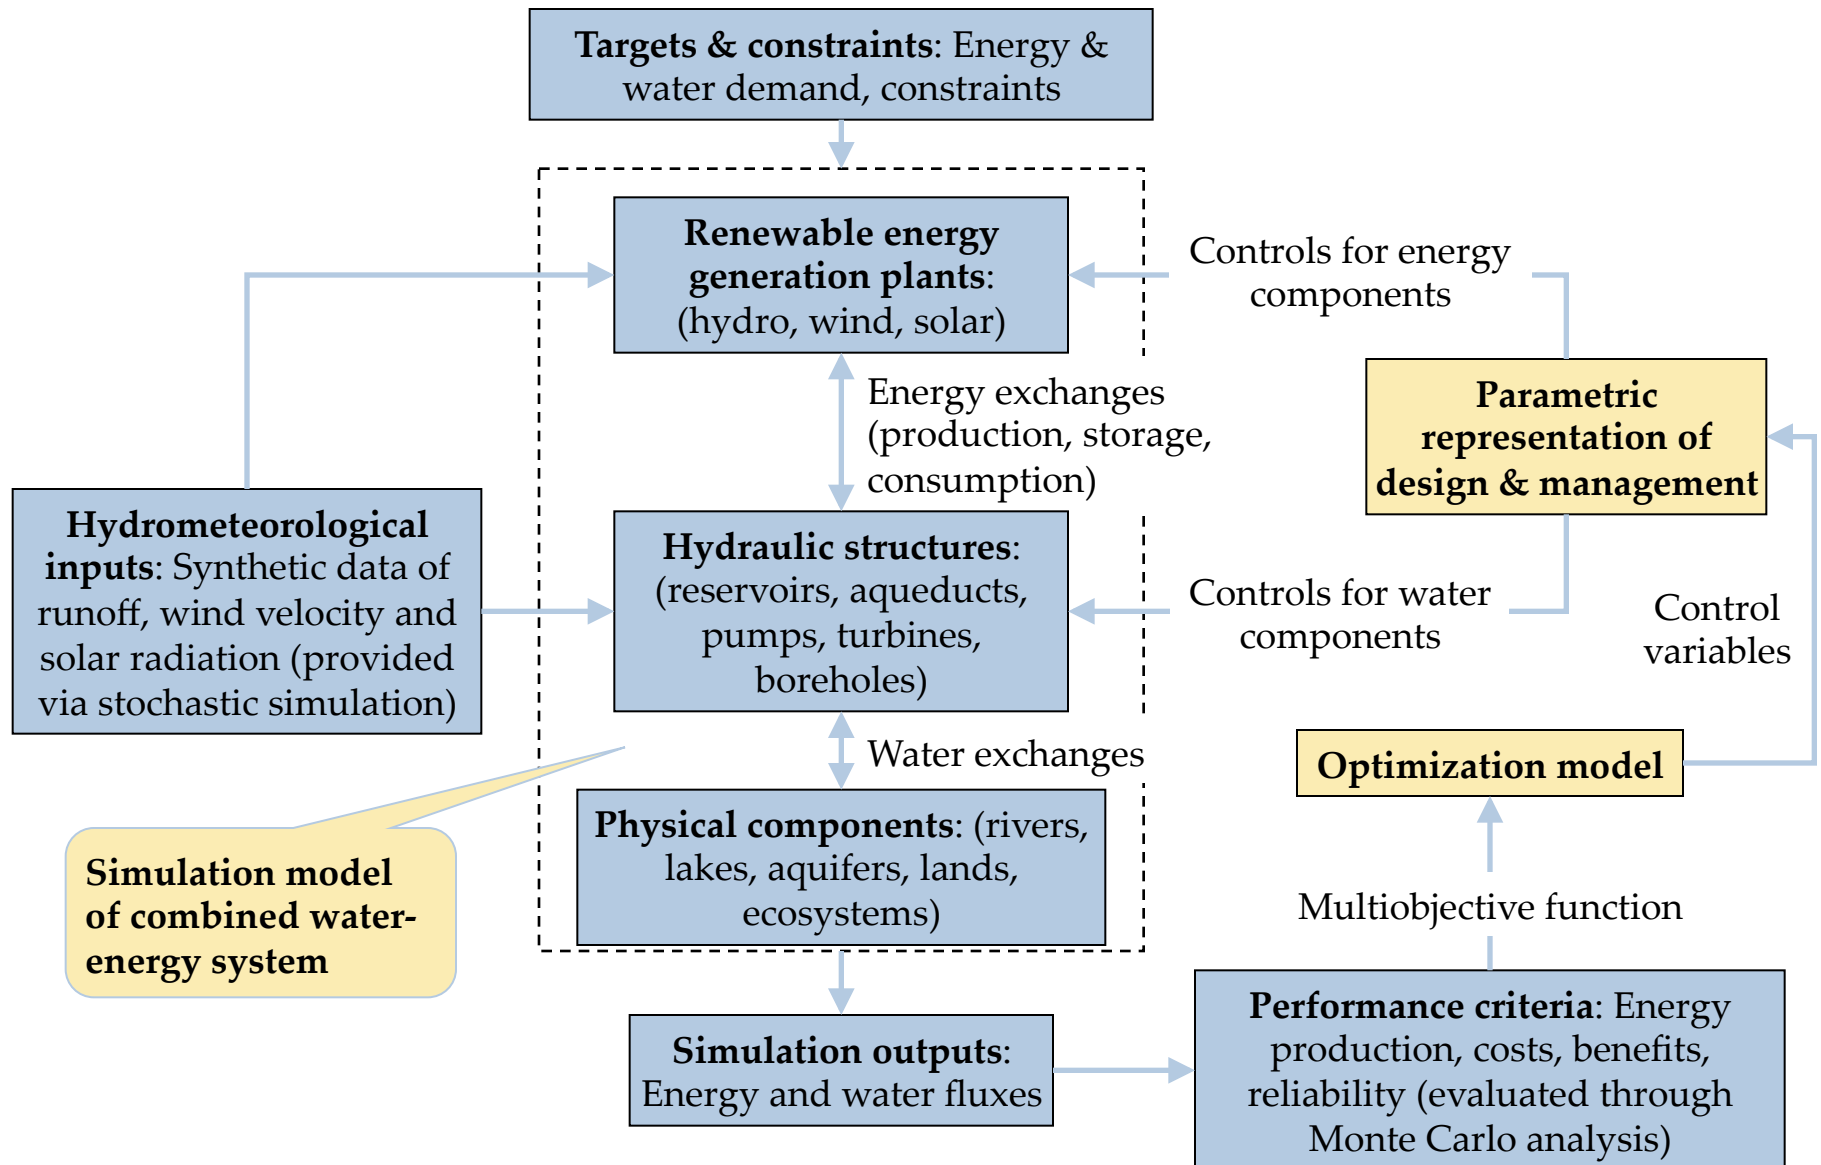 Targets & constraints: Energy &
water demand, constraints
Renewable energy
generation plants:
(hydro, wind, solar)
Controls for energy
components
Energy exchanges
(production, storage,
consumption)
Parametric
representation of
design & management
Hydrometeorological
inputs: Synthetic data of
runoff, wind velocity and
solar radiation (provided
via stochastic simulation)
Hydraulic structures:
(reservoirs, aqueducts,
pumps, turbines,
boreholes)
Controls for water
components
Control
variables
Water exchanges
Optimization model
Physical components: (rivers,
lakes, aquifers, lands,
ecosystems)
Simulation model
of combined water-
energy system
Multiobjective function
Simulation outputs:
Energy and water fluxes
Performance criteria: Energy
production, costs, benefits,
reliability (evaluated through
Monte Carlo analysis)